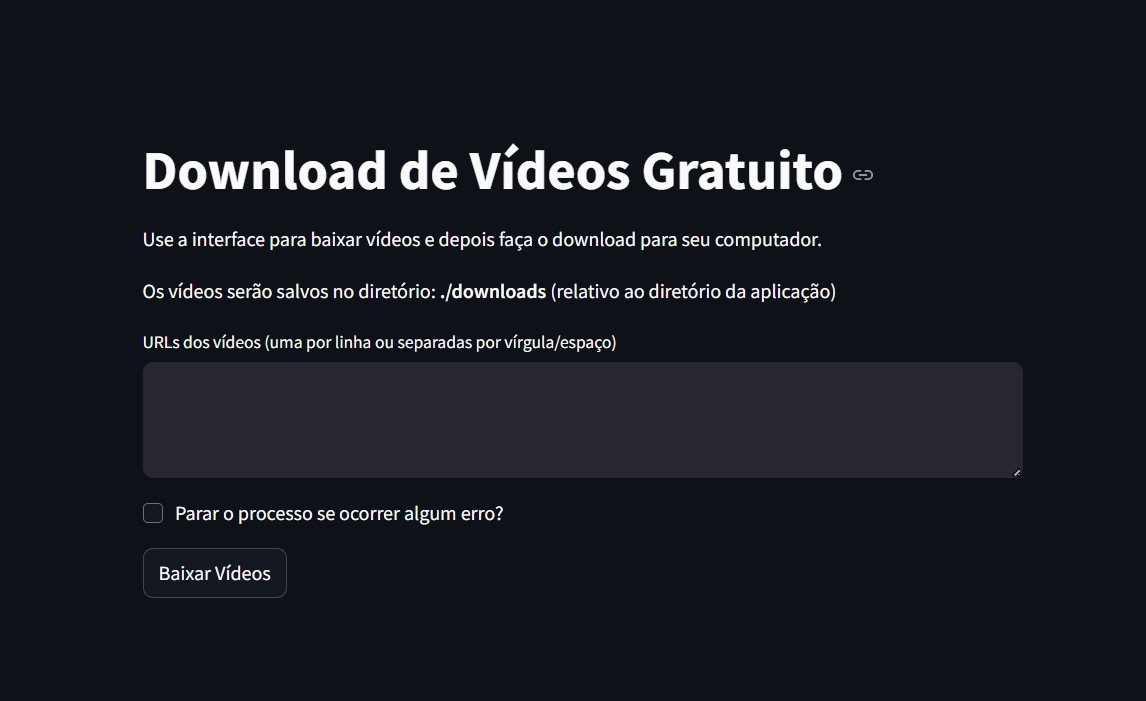 Download de Vídeos Gratuito
Use a interface para baixar vídeos e depois faça o download para seu computador.
Os vídeos serão salvos no diretório: ./downloads (relativo ao diretório da aplicação)
URLs dos vídeos (uma por linha ou separadas por vírgula/espaço)
Parar o processo se ocorrer algum erro?
Baixar Vídeos